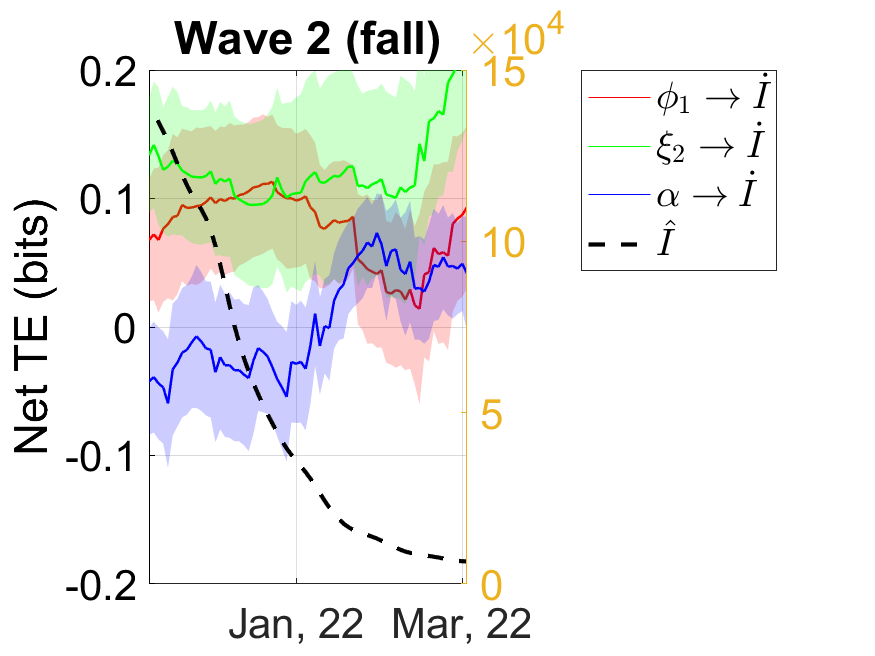 Wave 2 (fall)
×10⁴
0.2
0.1
0
-0.1
-0.2
Net TE (bits)
15
10
5
0
Jan, 22
Mar, 22
ϕ₁ → İ
ξ₂ → İ
α → İ
Î